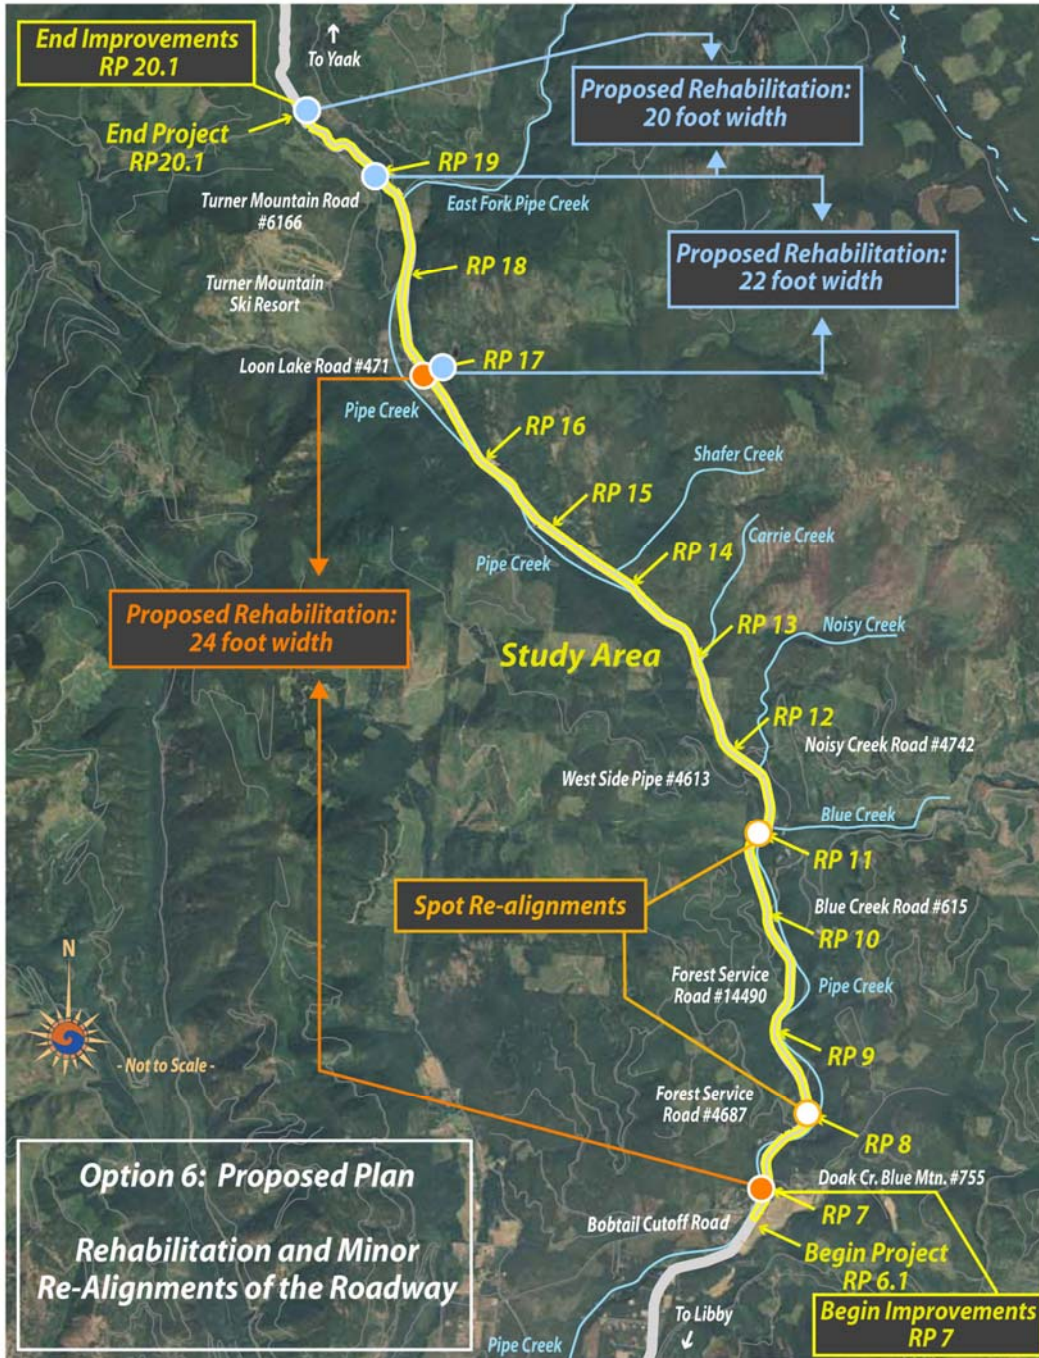 End Improvements
RP 20.1
To Yaak
Proposed Rehabilitation:
20 foot width
End Project
RP20.1
RP 19
Turner Mountain Road
#6166
East Fork Pipe Creek
Proposed Rehabilitation:
22 foot width
RP 18
Turner Mountain
Ski Resort
Loon Lake Road #471
RP 17
Pipe Creek
RP 16
Shafer Creek
RP 15
Carrie Creek
Pipe Creek
RP 14
Proposed Rehabilitation:
24 foot width
RP 13
Noisy Creek
Study Area
RP 12
Noisy Creek Road #4742
West Side Pipe #4613
Blue Creek
RP 11
Spot Re-alignments
Blue Creek Road #615
RP 10
N
Forest Service
Road #14490
Pipe Creek
RP 9
- Not to Scale -
Forest Service
Road #4687
RP 8
Option 6: Proposed Plan
Rehabilitation and Minor
Re-Alignments of the Roadway
Doak Cr. Blue Mtn. #755
RP 7
Bobtail Cutoff Road
Begin Project
RP 6.1
To Libby
Begin Improvements
RP 7
Pipe Creek